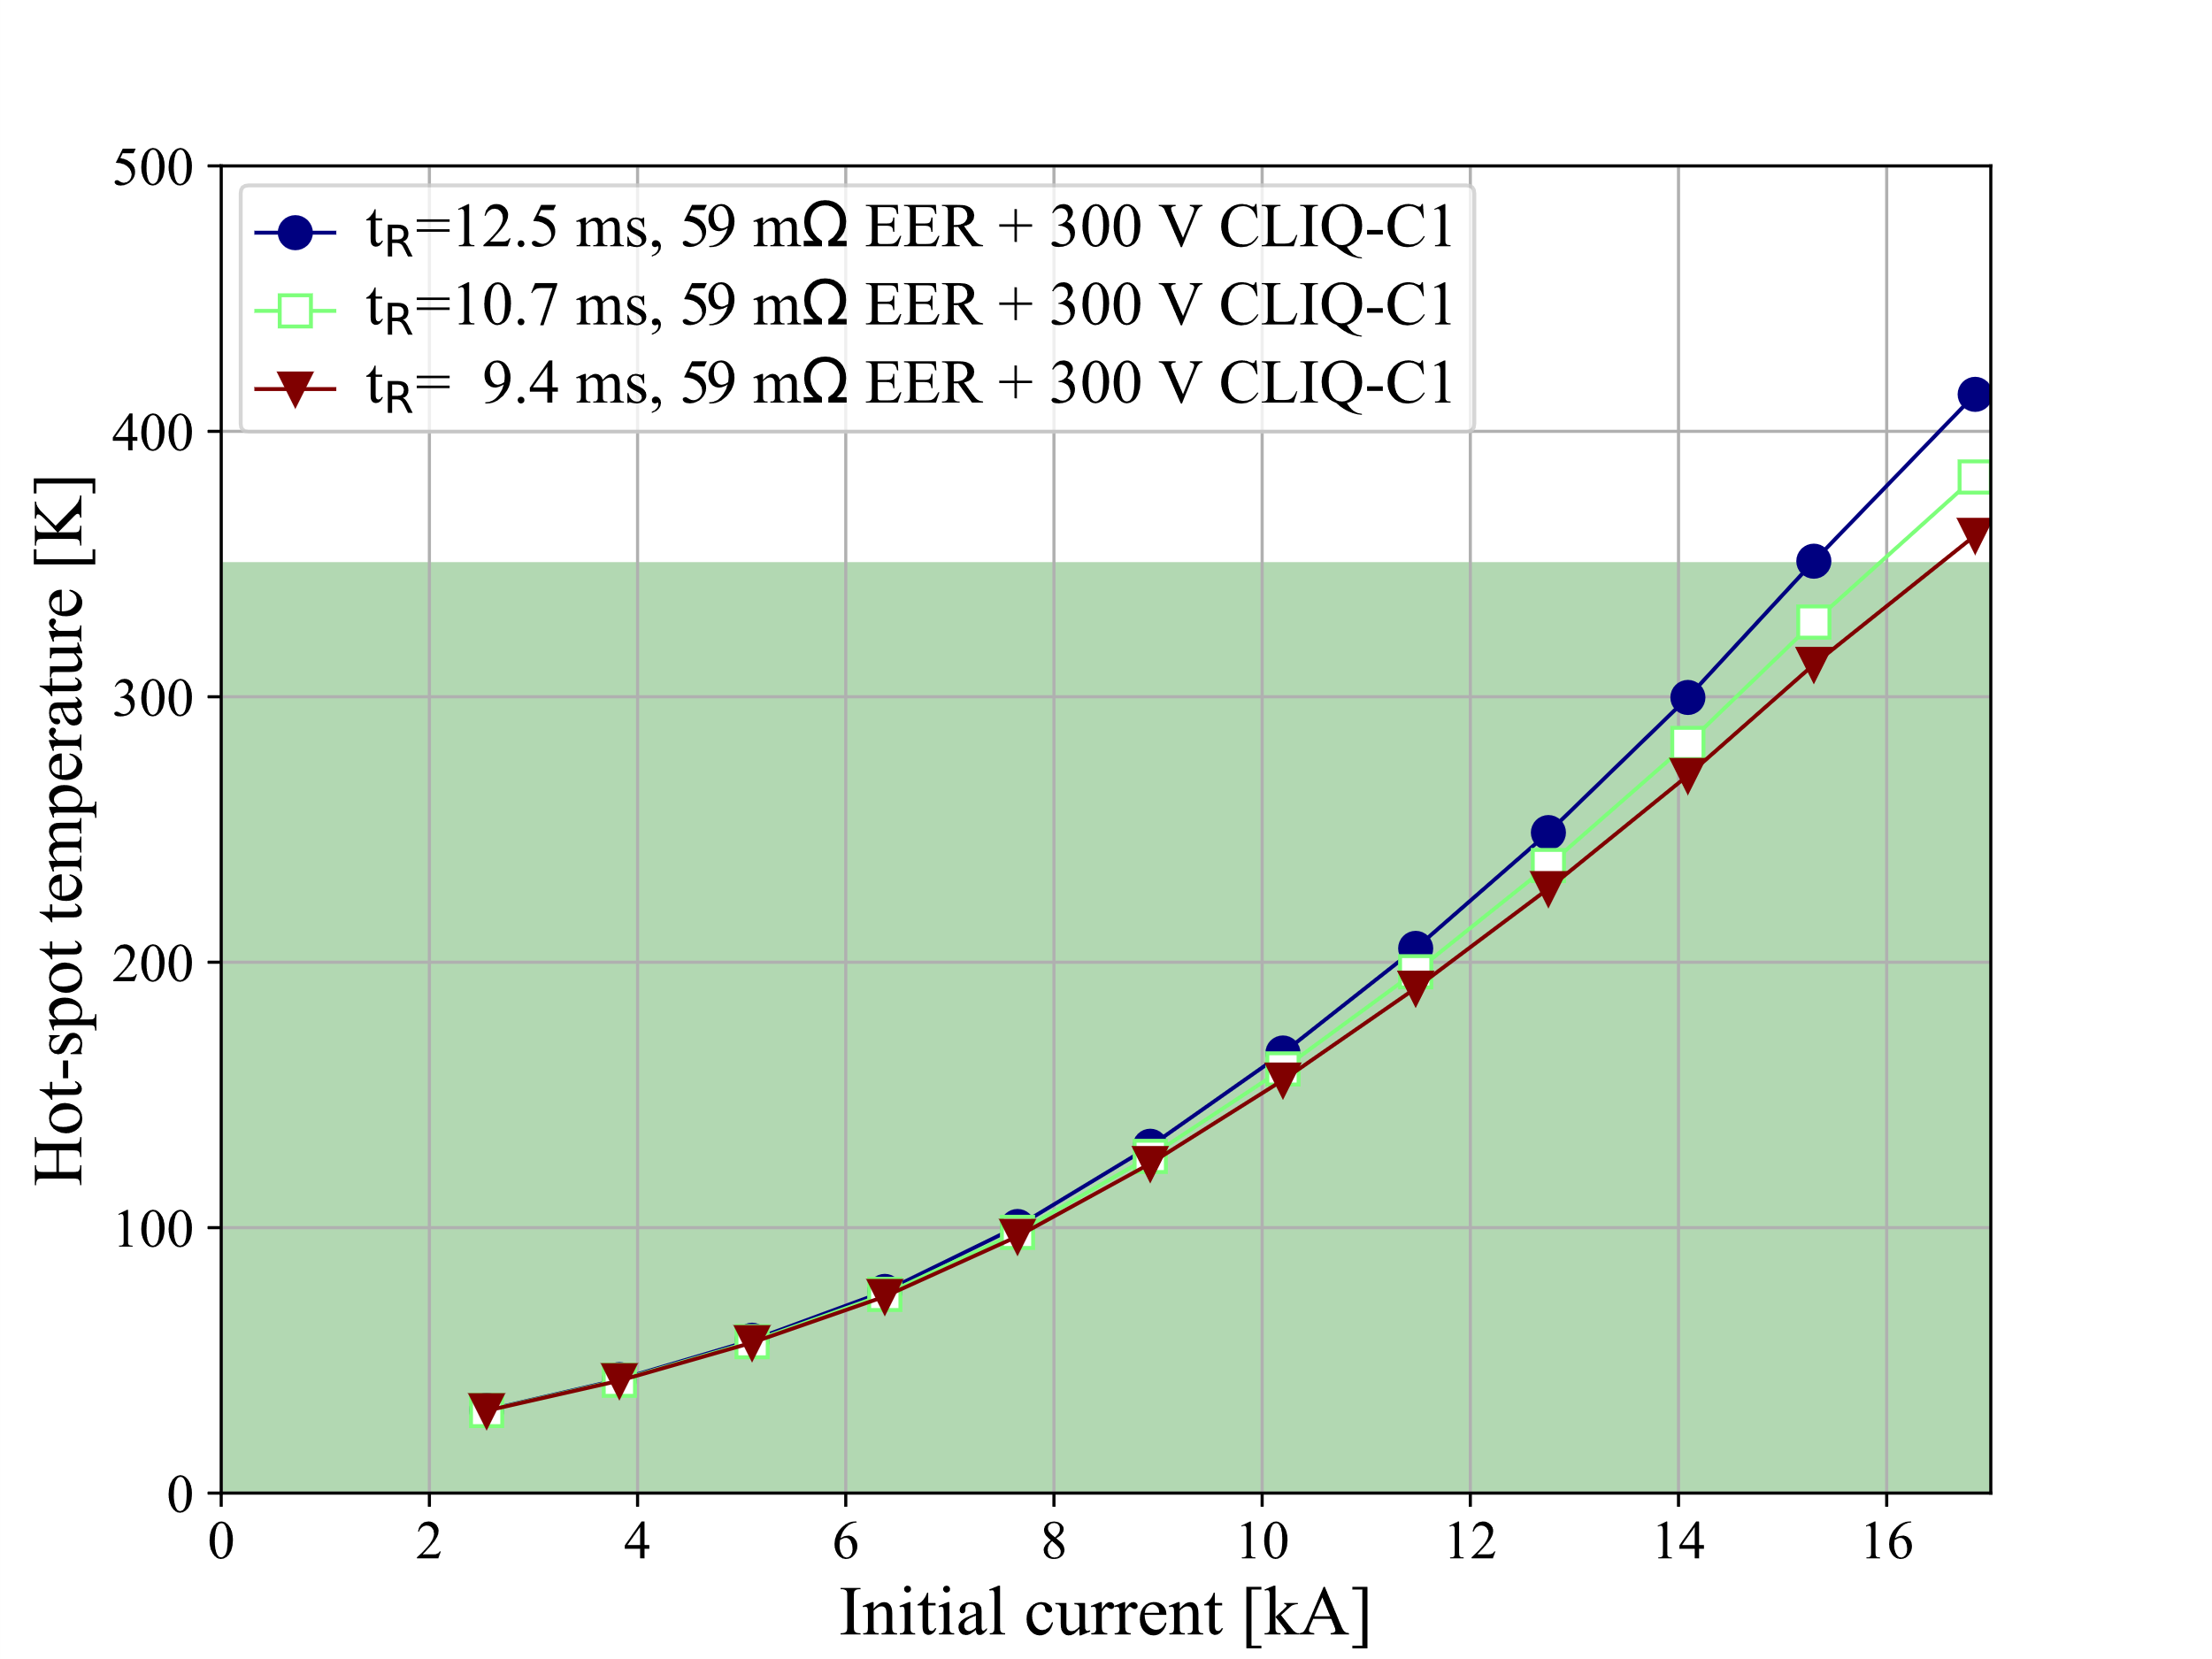 500
400
300
200
100
0
Hot-spot temperature [K]
tR=12.5 ms, 59 mΩ EER + 300 V CLIQ-C1
tR=10.7 ms, 59 mΩ EER + 300 V CLIQ-C1
tR= 9.4 ms, 59 mΩ EER + 300 V CLIQ-C1
0 2 4 6 8 10 12 14 16
Initial current [kA]